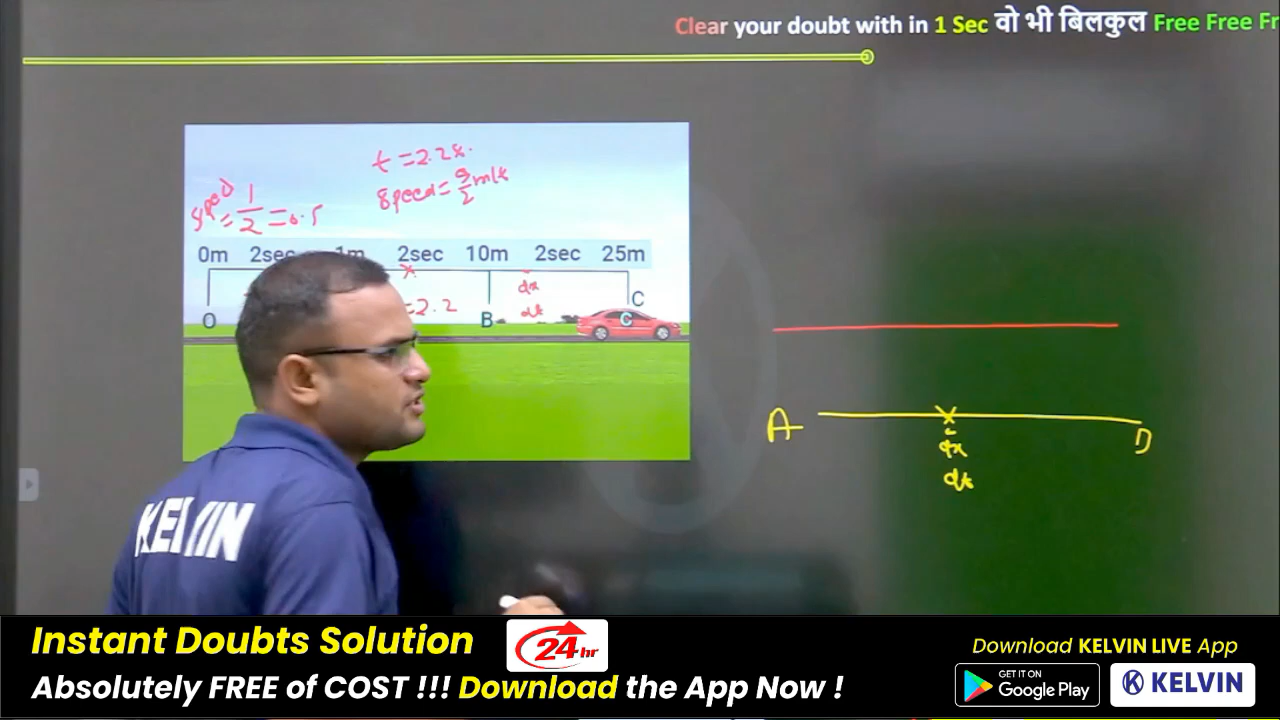 Clear your doubt with in 1 Sec वो भी बिलकुल Free Free Fr
t = 2.2s.
speed = 9/2 m/s
speed = 1/2 = 0.5
0m 2sec 1m 2sec 10m 2sec 25m
x
dx
= 2.2
dt
C
O
B
C
A
x
D
dx
dt
KELVIN
Instant Doubts Solution
24hr
Absolutely FREE of COST !!! Download the App Now !
Download KELVIN LIVE App
GET IT ON
Google Play
KELVIN